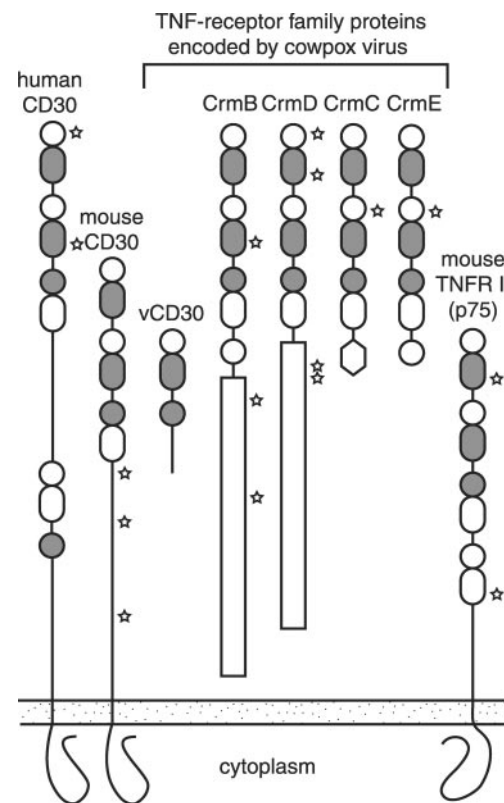 TNF-receptor family proteins
encoded by cowpox virus
human
CD30
CrmB CrmD CrmC CrmE
mouse
CD30
vCD30
mouse
TNFR I
(p75)
cytoplasm